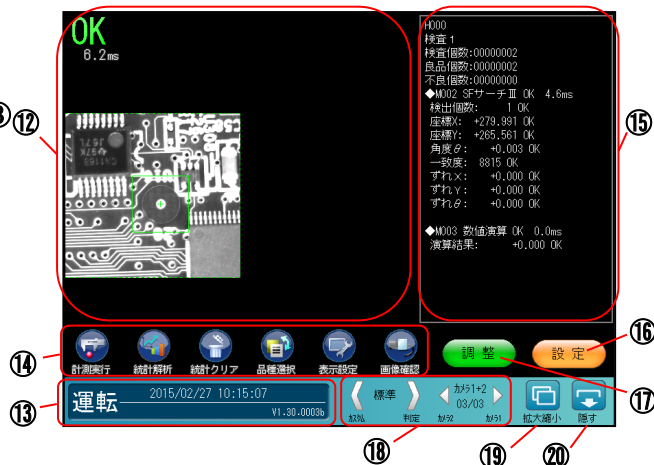 OK
6.2ms
H000
検査 1
検査個数:00000002
良品個数:00000002
不良個数:00000000
◆M002 SFサーチⅢ OK 4.6ms
検出個数: 1 OK
座標X: +279.991 OK
座標Y: +265.561 OK
角度θ: +0.003 OK
一致度: 8815 OK
ずれX: +0.000 OK
ずれY: +0.000 OK
ずれθ: +0.000 OK
◆M003 数値演算 OK 0.0ms
演算結果: +0.000 OK
⑫
⑮
⑭
計測実行 統計解析 統計クリア 品種選択 表示設定 画像確認
調整
設定
⑯
⑰
⑬
運転
2015/02/27 10:15:07
V1.30.0003b
標準
ｶｽﾀﾑ 判定
ｶﾒﾗ1+2
03/03
ｶﾒﾗ2 ｶﾒﾗ1
拡大縮小
隠す
⑱
⑲
⑳